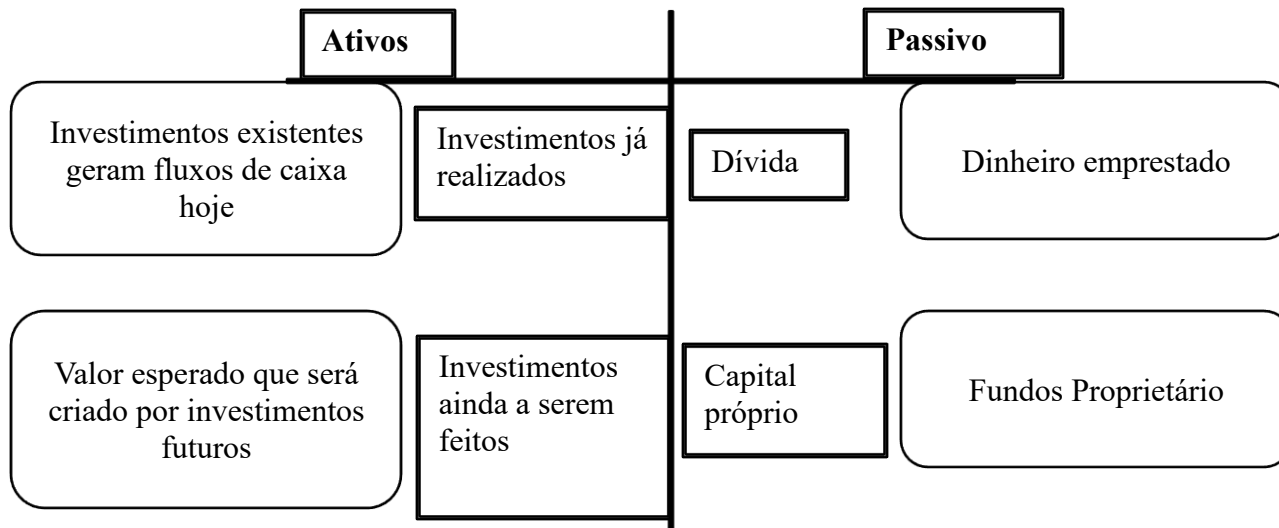 Ativos
Passivo
Investimentos existentes
geram fluxos de caixa
hoje
Investimentos já
realizados
Dívida
Dinheiro emprestado
Valor esperado que será
criado por investimentos
futuros
Investimentos
ainda a serem
feitos
Capital
próprio
Fundos Proprietário